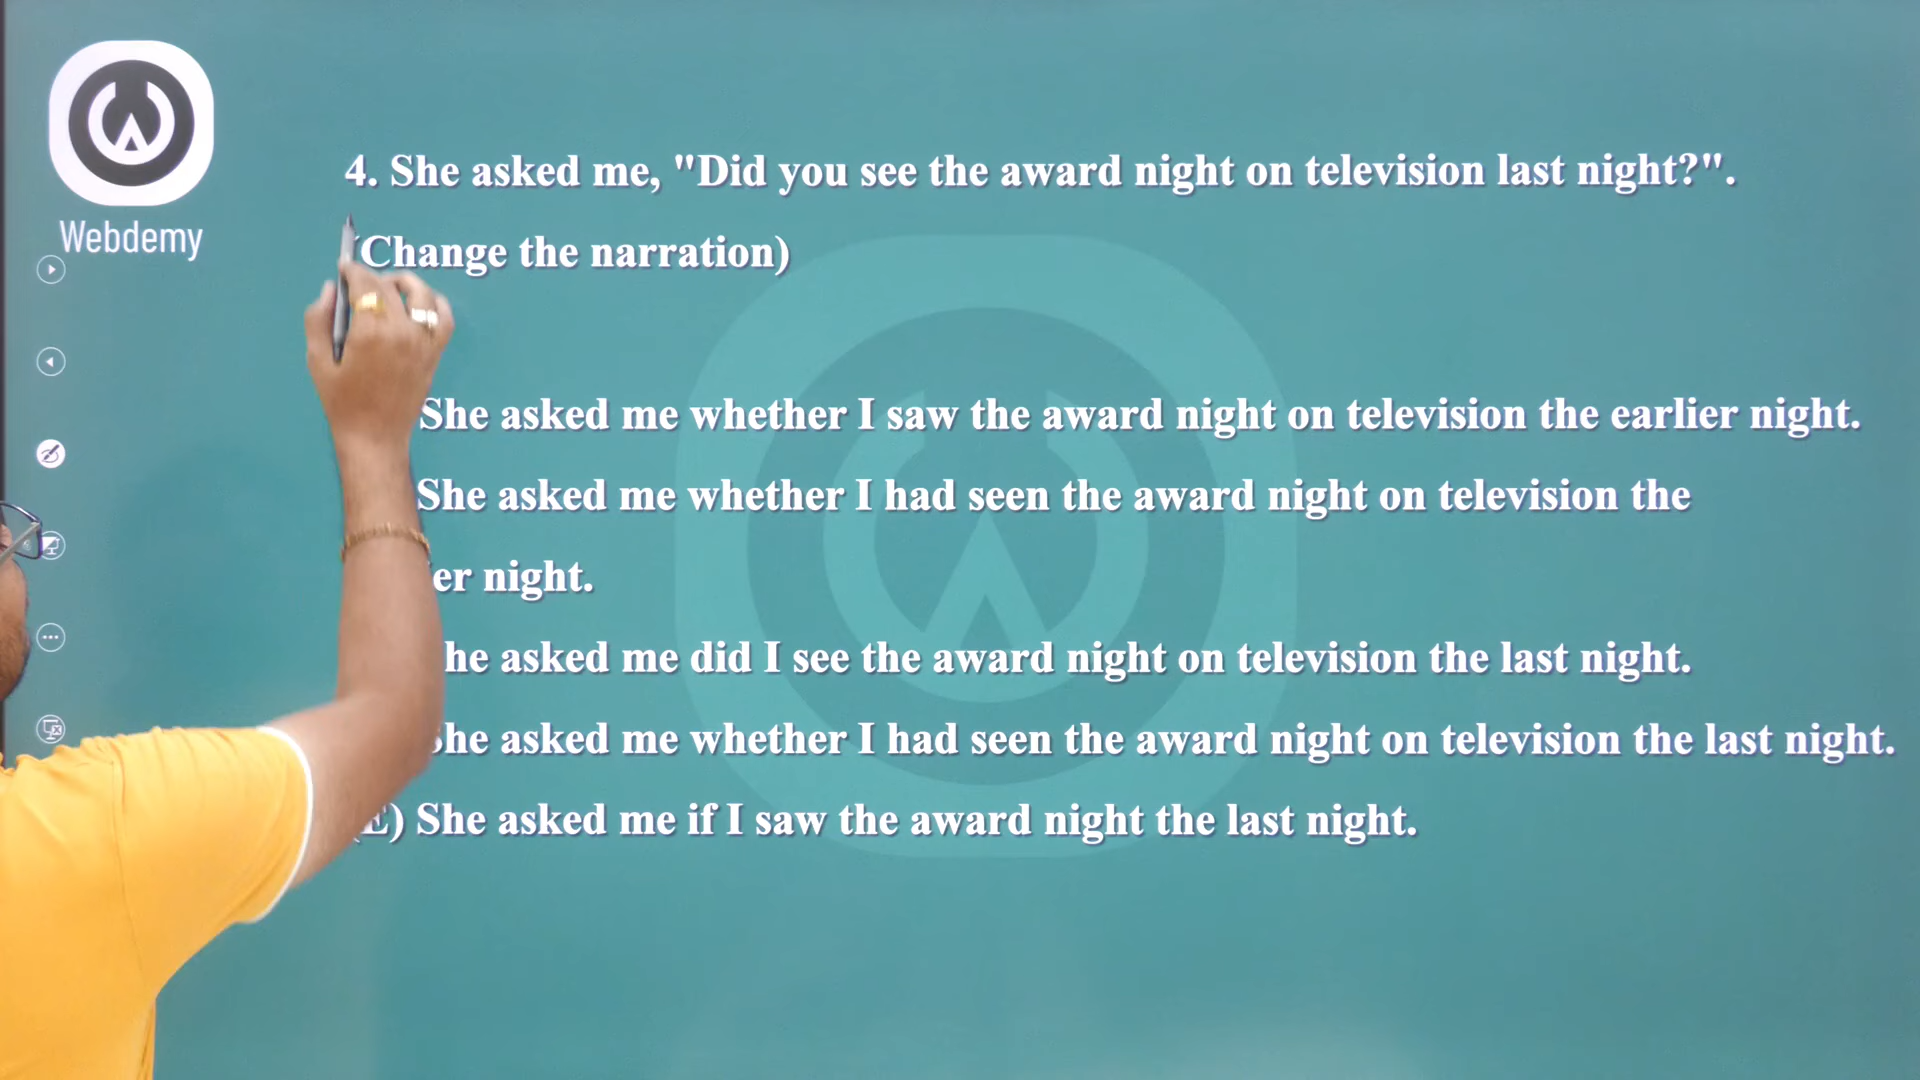 Webdemy
4. She asked me, "Did you see the award night on television last night?".
(Change the narration)
She asked me whether I saw the award night on television the earlier night.
She asked me whether I had seen the award night on television the
night.
asked me did I see the award night on television the last night.
She asked me whether I had seen the award night on television the last night.
(E) She asked me if I saw the award night the last night.